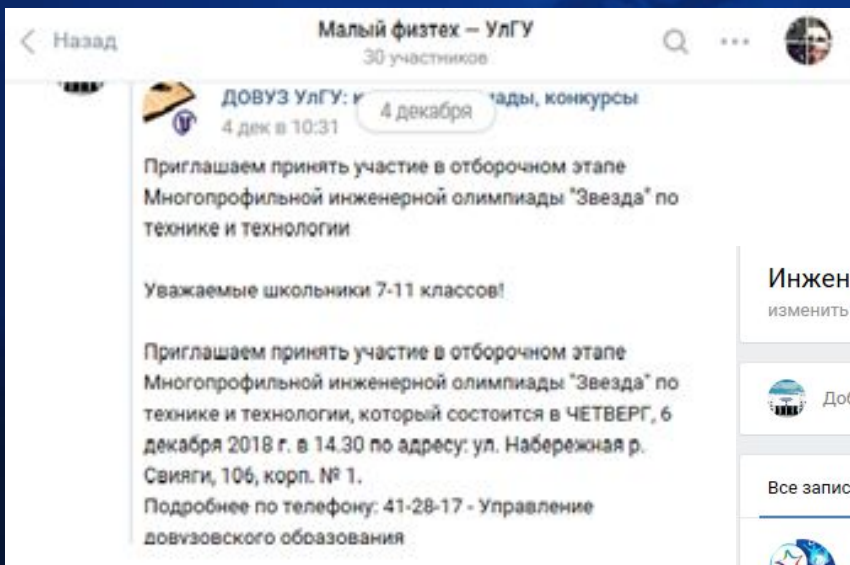 Назад
Малый физтех — УлГУ
30 участников
ДОВУЗ УлГУ: к
ады, конкурсы
4 декабря
4 дек в 10:31
Приглашаем принять участие в отборочном этапе
Многопрофильной инженерной олимпиады "Звезда" по
технике и технологии
Уважаемые школьники 7-11 классов!
Приглашаем принять участие в отборочном этапе
Многопрофильной инженерной олимпиады "Звезда" по
технике и технологии, который состоится в ЧЕТВЕРГ, 6
декабря 2018 г. в 14.30 по адресу: ул. Набережная р.
Свияги, 106, корп. № 1.
Подробнее по телефону: 41-28-17 - Управление
довузовского образования
Инжен
изменить
Доб
Все запис